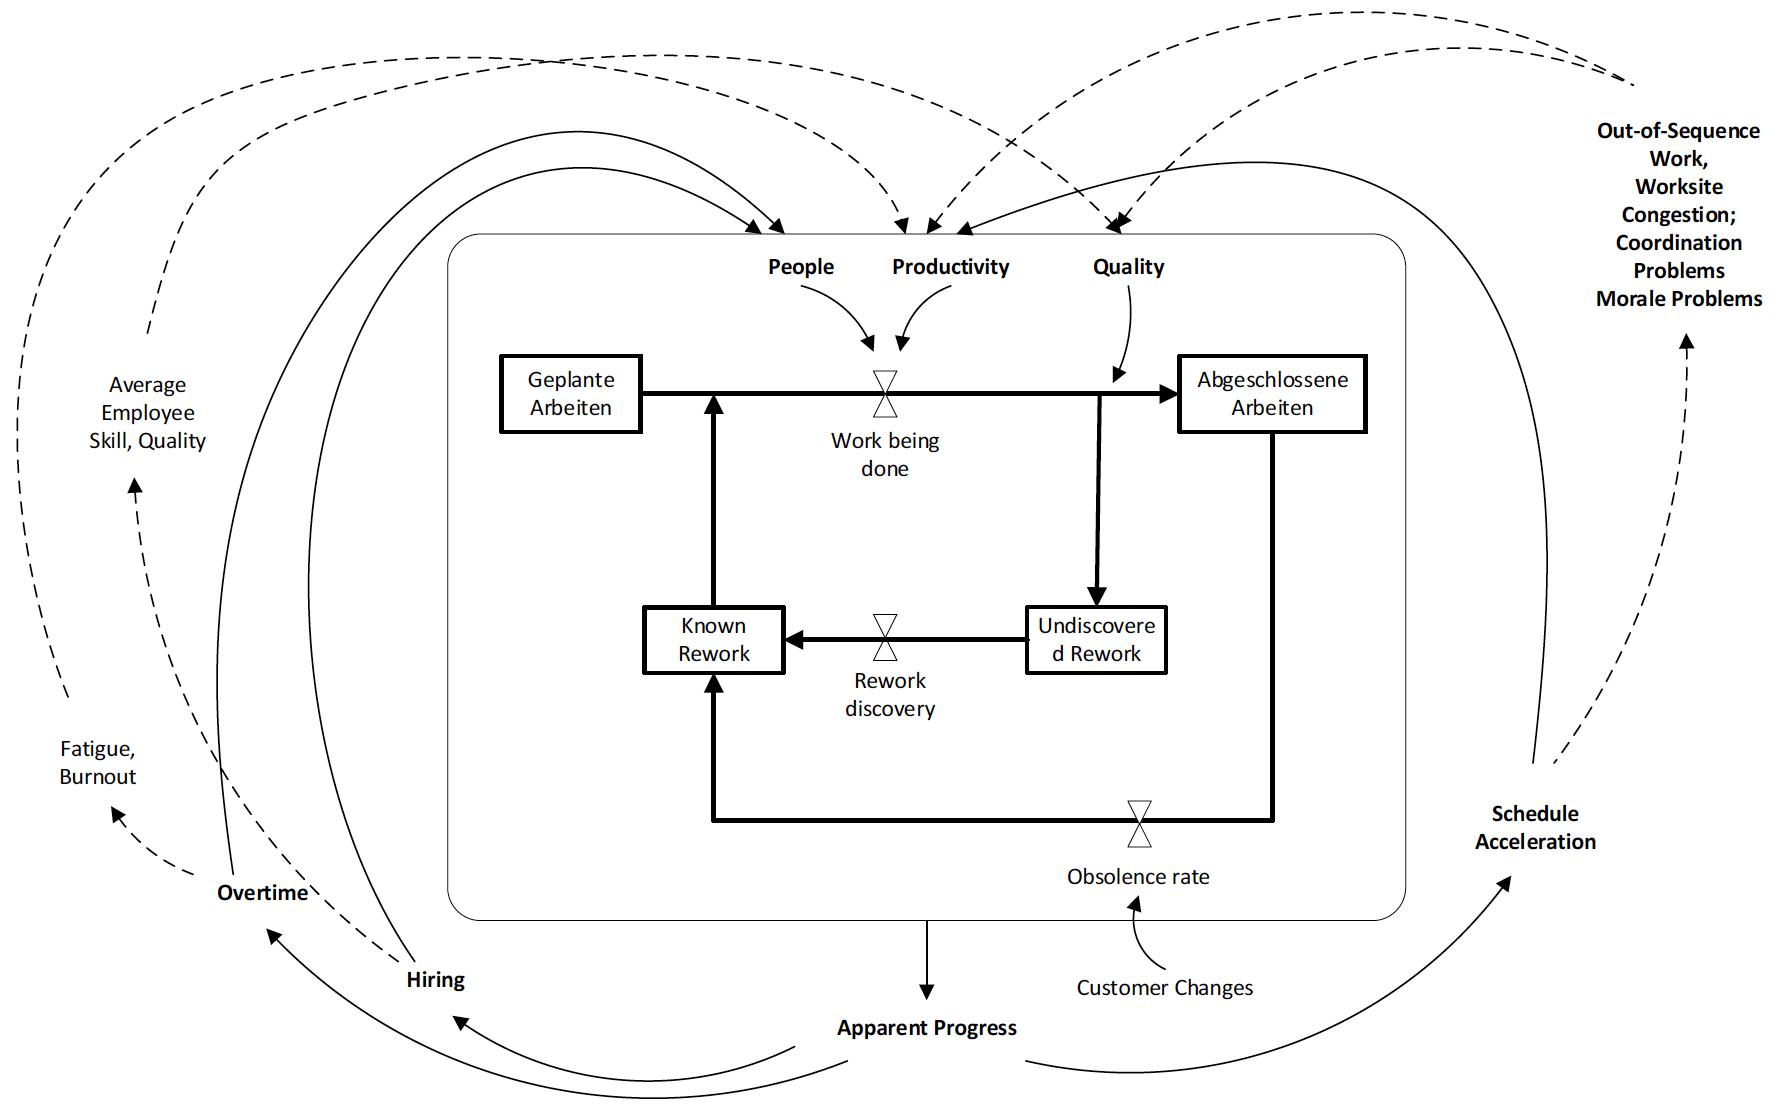 Out-of-Sequence
Work,
Worksite
Congestion;
Coordination
Problems
Morale Problems
People
Productivity
Quality
Geplante
Arbeiten
Abgeschlossene
Arbeiten
Average
Employee
Skill, Quality
Work being
done
Known
Rework
Undiscovere
d Rework
Rework
discovery
Fatigue,
Burnout
Schedule
Acceleration
Obsolence rate
Overtime
Hiring
Customer Changes
Apparent Progress